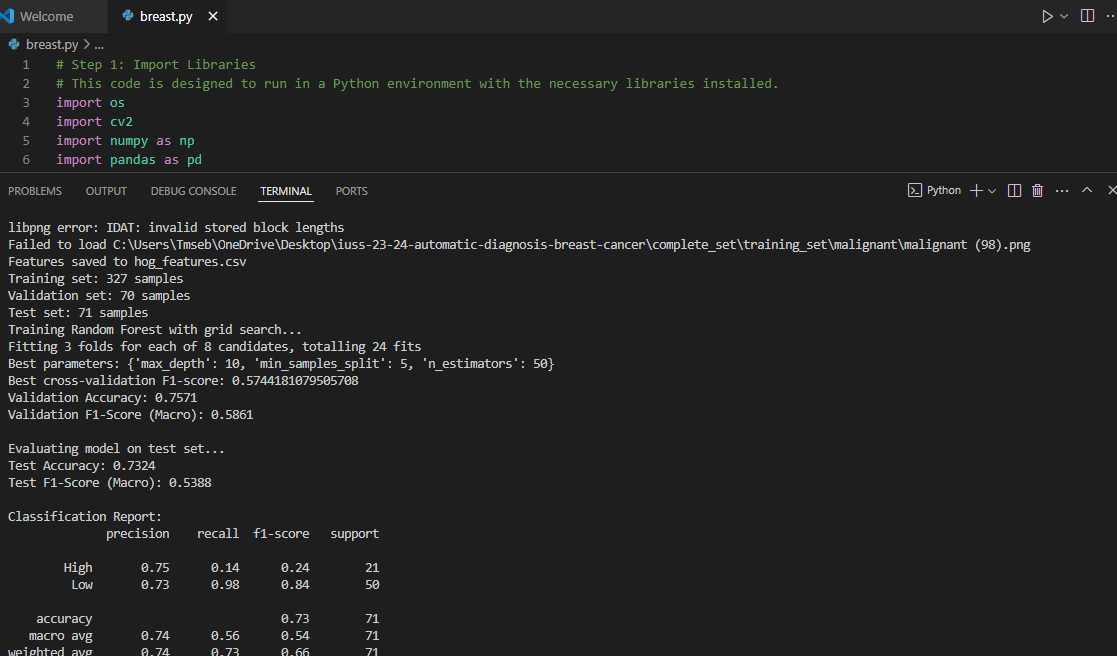 Welcome breast.py
breast.py > ...
1 # Step 1: Import Libraries
2 # This code is designed to run in a Python environment with the necessary libraries installed.
3 import os
4 import cv2
5 import numpy as np
6 import pandas as pd
PROBLEMS OUTPUT DEBUG CONSOLE TERMINAL PORTS Python
libpng error: IDAT: invalid stored block lengths
Failed to load C:\Users\Tmseb\OneDrive\Desktop\iuss-23-24-automatic-diagnosis-breast-cancer\complete_set\training_set\malignant\malignant (98).png
Features saved to hog_features.csv
Training set: 327 samples
Validation set: 70 samples
Test set: 71 samples
Training Random Forest with grid search...
Fitting 3 folds for each of 8 candidates, totalling 24 fits
Best parameters: {'max_depth': 10, 'min_samples_split': 5, 'n_estimators': 50}
Best cross-validation F1-score: 0.5744181079505708
Validation Accuracy: 0.7571
Validation F1-Score (Macro): 0.5861
Evaluating model on test set...
Test Accuracy: 0.7324
Test F1-Score (Macro): 0.5388
Classification Report:
precision recall f1-score support
High 0.75 0.14 0.24 21
Low 0.73 0.98 0.84 50
accuracy 0.73 71
macro avg 0.74 0.56 0.54 71
weighted avg 0.74 0.73 0.66 71